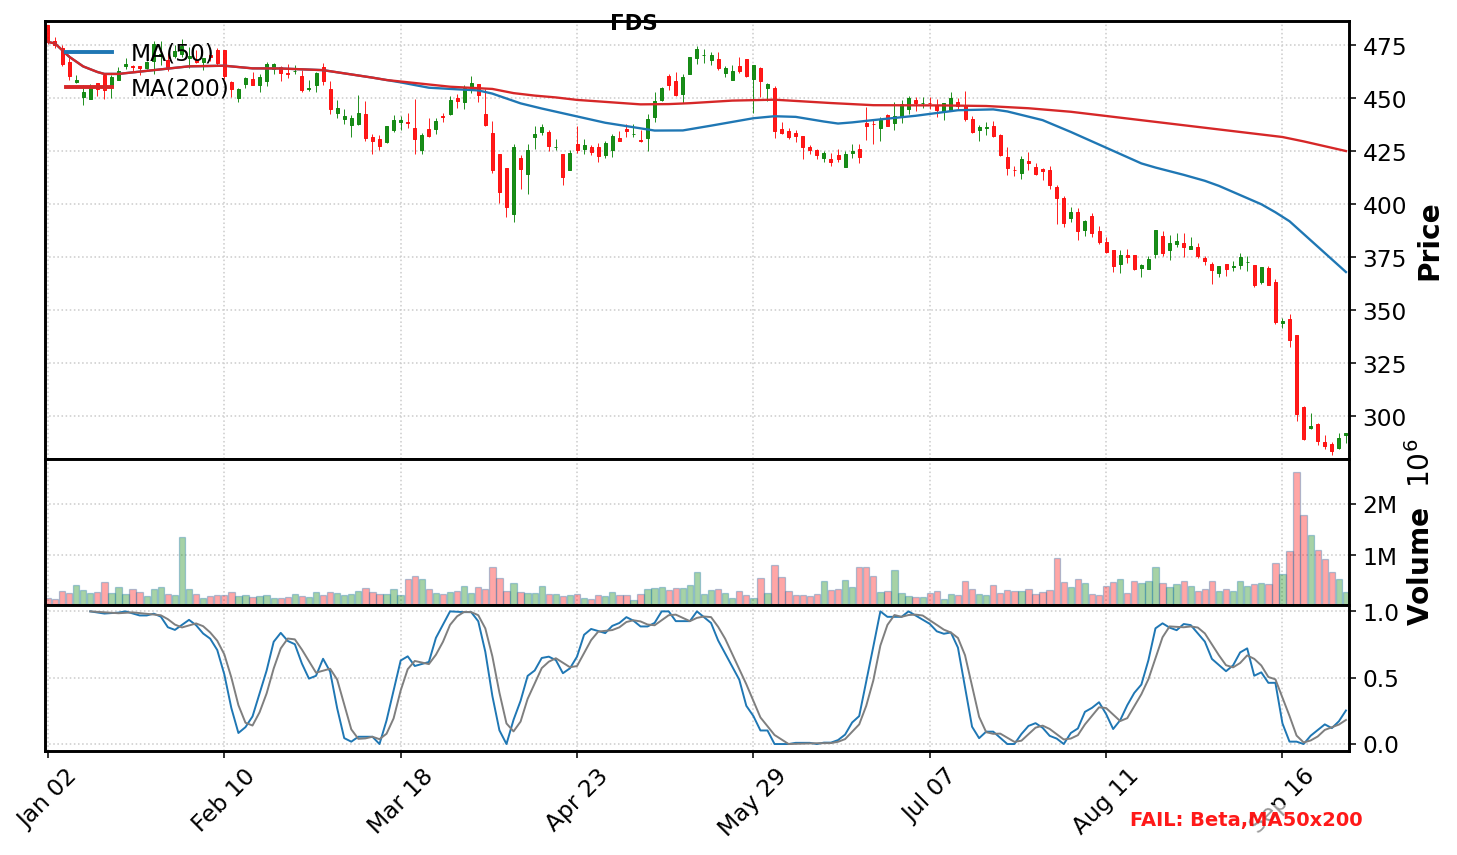 FDS
MA(50)
MA(200)
475
450
425
400
375
350
325
300
Price
10⁶
2M
1M
Volume
1.0
0.5
0.0
Jan 02
Feb 10
Mar 18
Apr 23
May 29
Jul 07
Aug 11
Sep 16
FAIL: Beta,MA50x200